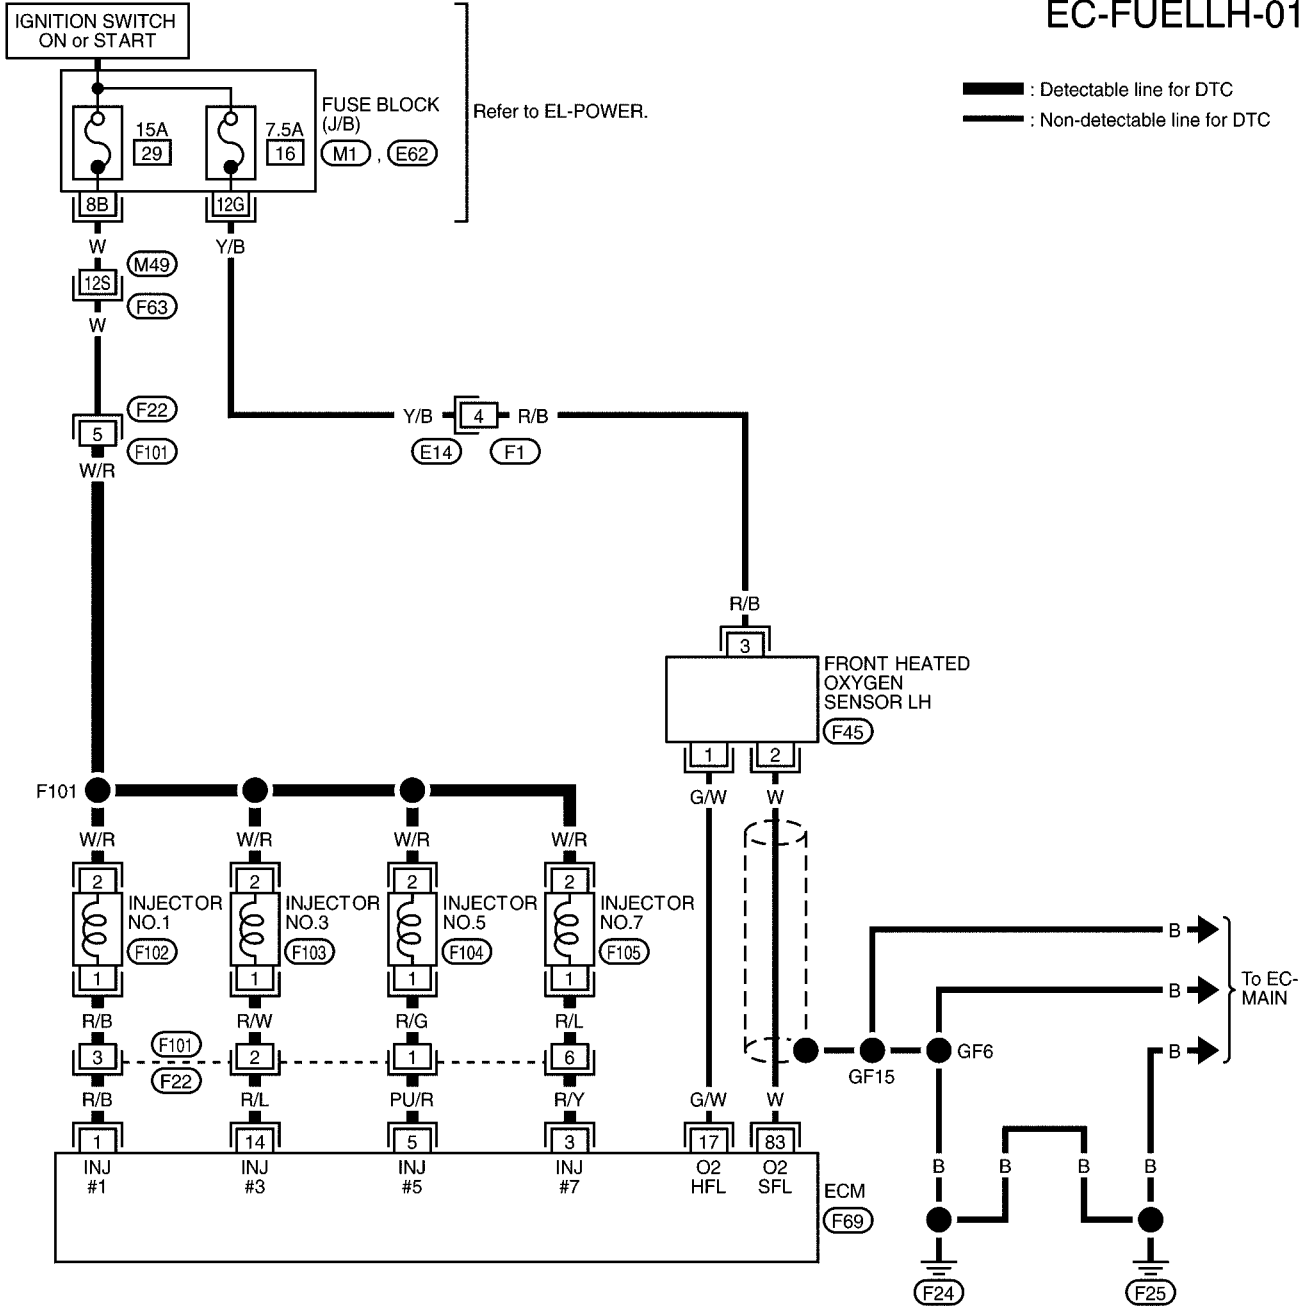 EC-FUELLH-01
IGNITION SWITCH
ON or START
: Detectable line for DTC
: Non-detectable line for DTC
FUSE BLOCK
(J/B)
M1 , E62
15A
29
7.5A
16
Refer to EL-POWER.
8B
12G
W
Y/B
M49
12S
F63
W
F22
5
F101
W/R
Y/B
4
R/B
E14
F1
R/B
3
FRONT HEATED
OXYGEN
SENSOR LH
F45
1
2
G/W
W
F101
W/R
W/R
W/R
W/R
2
2
2
2
INJECTOR
NO.1
F102
INJECTOR
NO.3
F103
INJECTOR
NO.5
F104
INJECTOR
NO.7
F105
1
1
1
1
R/B
R/W
R/G
R/L
F101
F22
3
2
1
6
R/B
R/L
PU/R
R/Y
G/W
W
B
B
To EC-
MAIN
B
GF15
GF6
1
14
5
3
17
83
INJ
#1
INJ
#3
INJ
#5
INJ
#7
O2
HFL
O2
SFL
ECM
F69
B
B
B
B
F24
F25